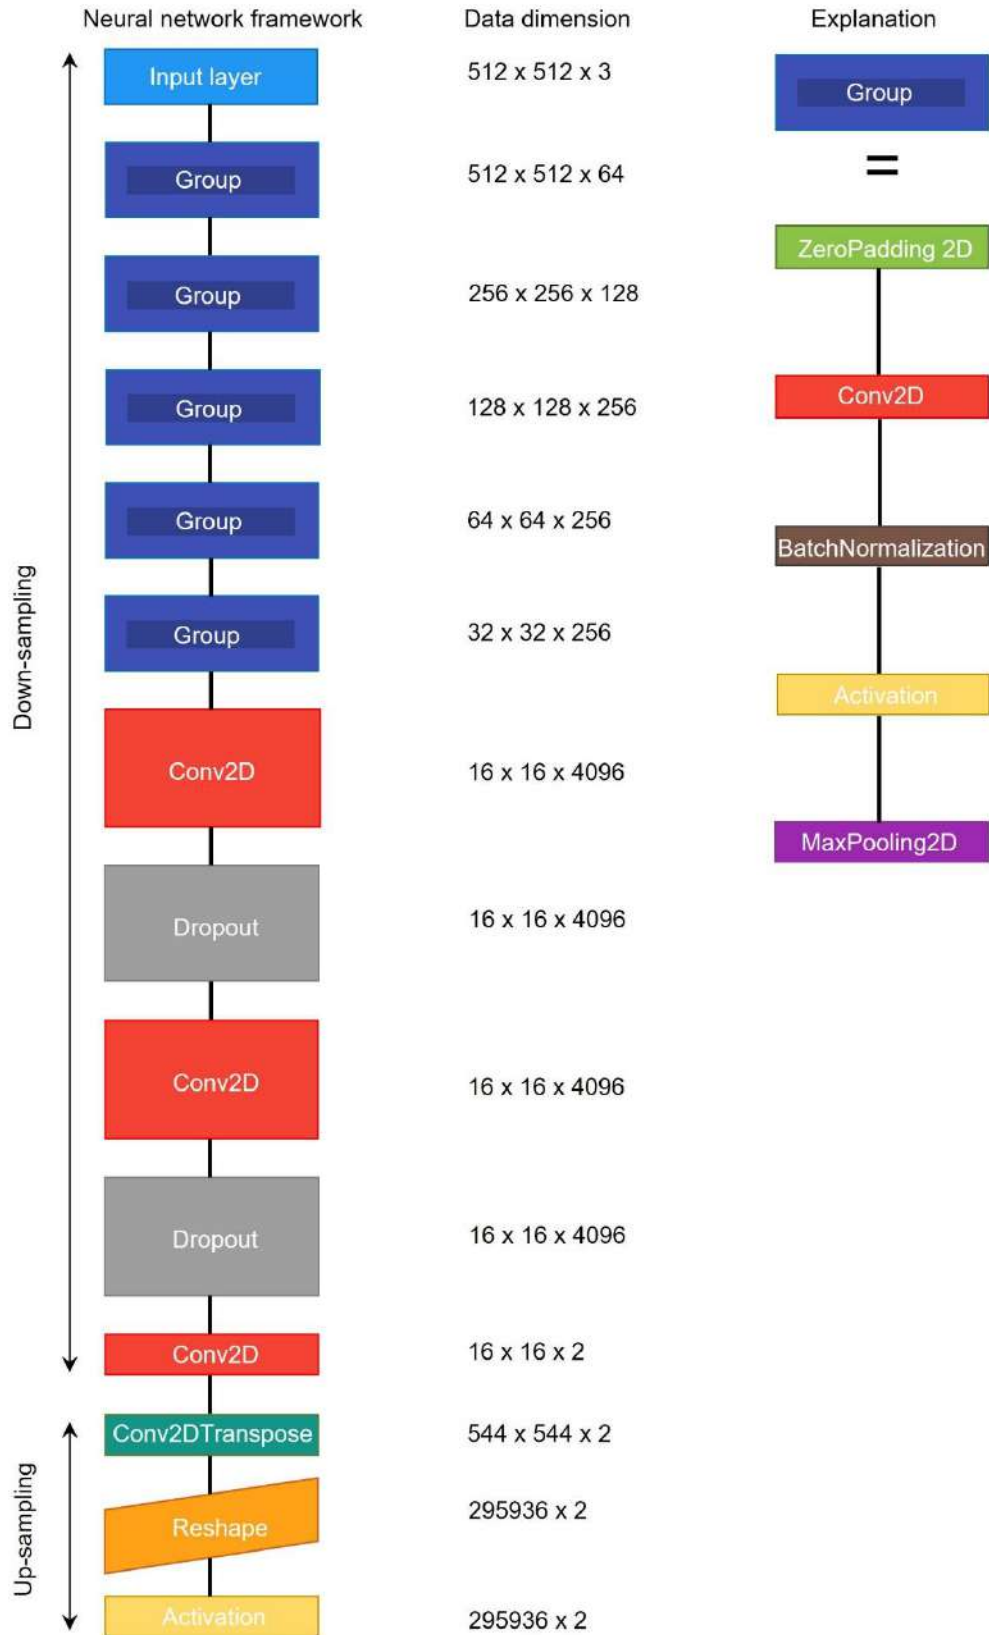 Neural network framework Data dimension Explanation
Input layer 512 x 512 x 3 Group
=
Group 512 x 512 x 64
ZeroPadding 2D
Group 256 x 256 x 128
Group 128 x 128 x 256 Conv2D
Group 64 x 64 x 256
BatchNormalization
Group 32 x 32 x 256
Down-sampling
Activation
Conv2D 16 x 16 x 4096
MaxPooling2D
Dropout 16 x 16 x 4096
Conv2D 16 x 16 x 4096
Dropout 16 x 16 x 4096
Conv2D 16 x 16 x 2
Conv2DTranspose 544 x 544 x 2
Up-sampling
Reshape 295936 x 2
Activation 295936 x 2